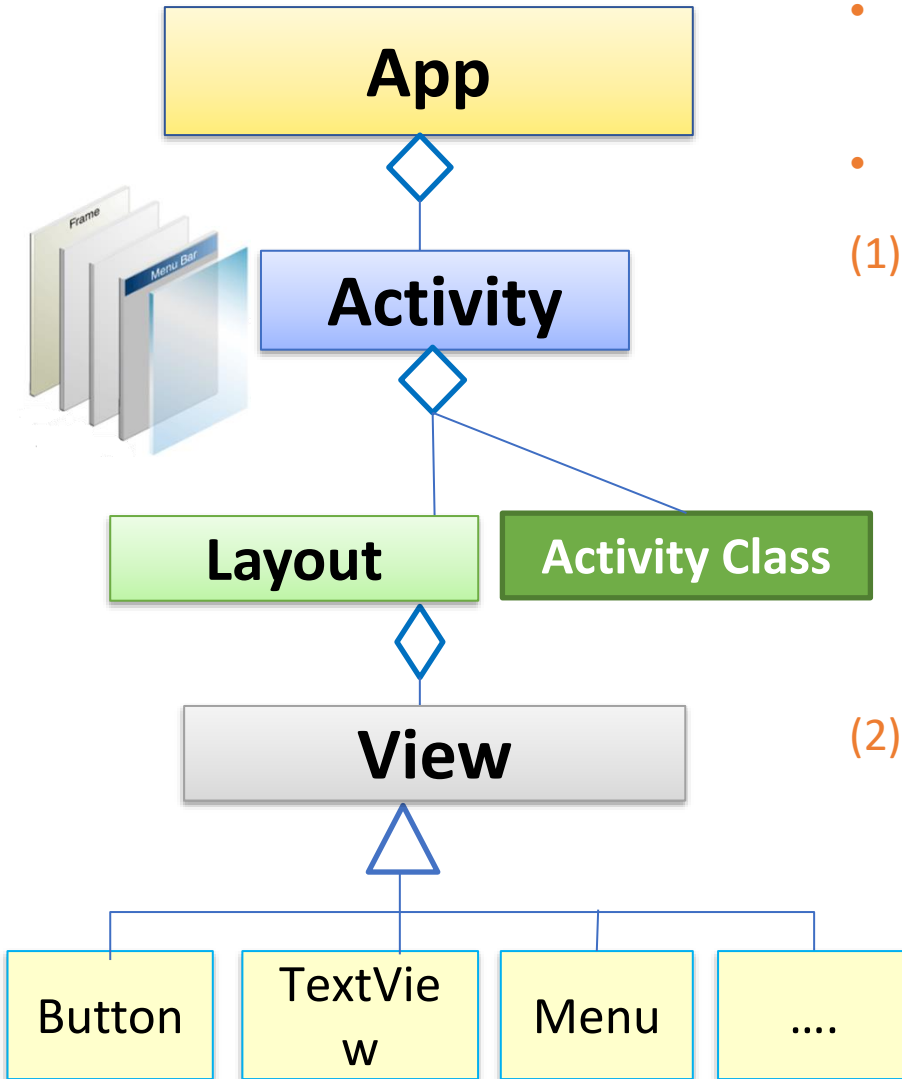 •
App
•
Frame
Menu Bar
(1)
Activity
Layout
Activity Class
View
(2)
Button
TextVie
w
Menu
....